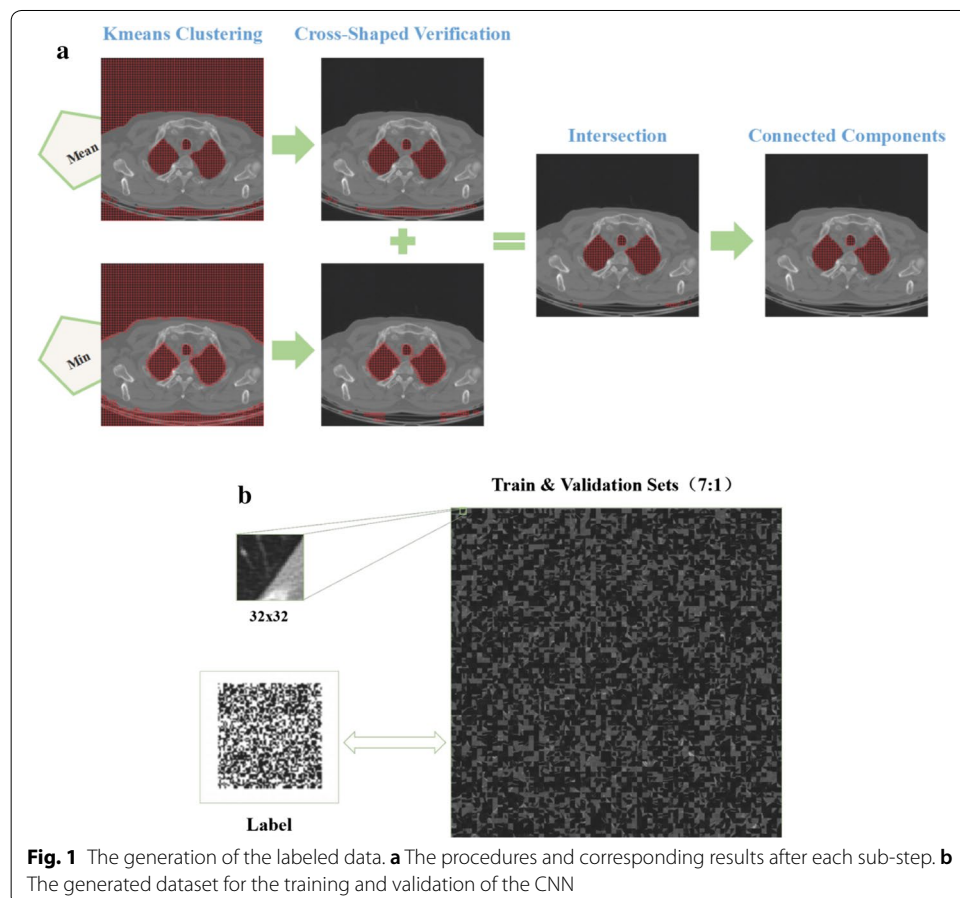 Kmeans Clustering
Cross-Shaped Verification
a
Mean
Intersection
Connected Components
Min
b
Train & Validation Sets（7:1）
32x32
Label
Fig. 1 The generation of the labeled data. a The procedures and corresponding results after each sub-step. b
The generated dataset for the training and validation of the CNN